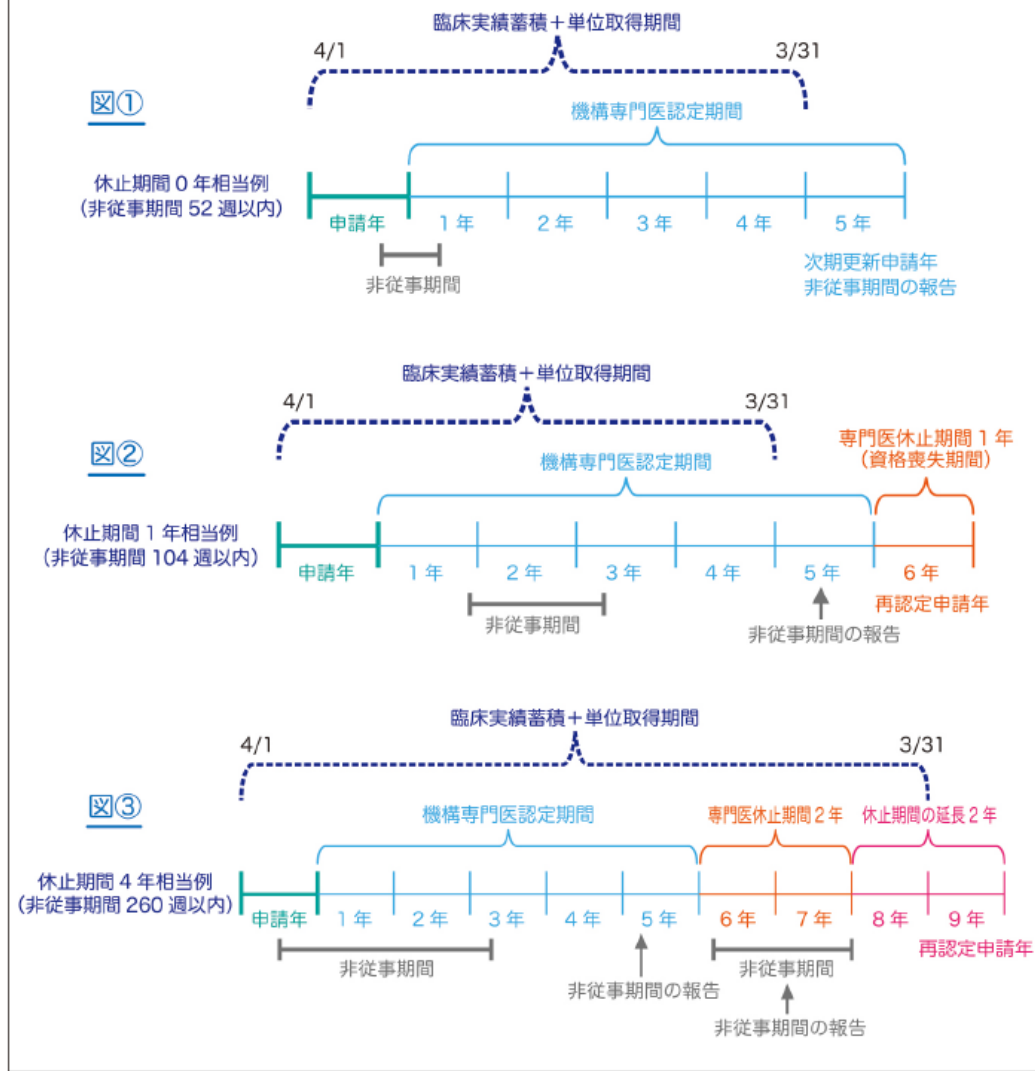 臨床実績蓄積+単位取得期間
4/1
3/31
図①
機構専門医認定期間
休止期間0年相当例
(非従事期間52週以内)
申請年
1年
2年
3年
4年
5年
非従事期間
次期更新申請年
非従事期間の報告
臨床実績蓄積+単位取得期間
4/1
3/31
図②
機構専門医認定期間
専門医休止期間1年
(資格喪失期間)
休止期間1年相当例
(非従事期間104週以内)
申請年
1年
2年
3年
4年
5年
6年
非従事期間
非従事期間の報告
再認定申請年
臨床実績蓄積+単位取得期間
4/1
3/31
図③
機構専門医認定期間
専門医休止期間2年
休止期間の延長2年
休止期間4年相当例
(非従事期間260週以内)
申請年
1年
2年
3年
4年
5年
6年
7年
8年
9年
再認定申請年
非従事期間
非従事期間の報告
非従事期間
非従事期間の報告